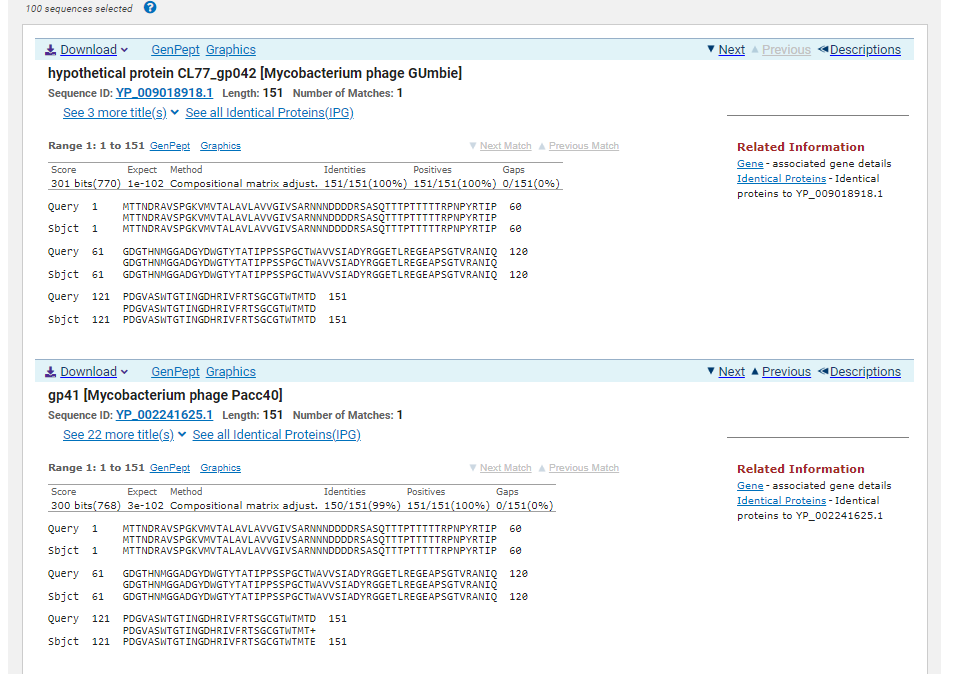 100 sequences selected ?
Download GenPept Graphics Next Previous Descriptions
hypothetical protein CL77_gp042 [Mycobacterium phage GUmbie]
Sequence ID: YP_009018918.1 Length: 151 Number of Matches: 1
See 3 more title(s) See all Identical Proteins(IPG)
Range 1: 1 to 151 GenPept Graphics Next Match Previous Match
Score Expect Method Identities Positives Gaps
301 bits(770) 1e-102 Compositional matrix adjust. 151/151(100%) 151/151(100%) 0/151(0%)
Query 1 MTTNDRAVSPGKVMVTALAVLAVVGIVSARNNNDDDDRSASQTTTPTTTTTRPNPYRTIP 60
MTTNDRAVSPGKVMVTALAVLAVVGIVSARNNNDDDDRSASQTTTPTTTTTRPNPYRTIP
Sbjct 1 MTTNDRAVSPGKVMVTALAVLAVVGIVSARNNNDDDDRSASQTTTPTTTTTRPNPYRTIP 60
Query 61 GDGTHNMGGADGYDWGTYTATIPPSSPGCTWAVVSIADYRGGETLREGEAPSGTVRANIQ 120
GDGTHNMGGADGYDWGTYTATIPPSSPGCTWAVVSIADYRGGETLREGEAPSGTVRANIQ
Sbjct 61 GDGTHNMGGADGYDWGTYTATIPPSSPGCTWAVVSIADYRGGETLREGEAPSGTVRANIQ 120
Query 121 PDGVASWTGTINGDHRIVFRTSGCGTWTMTD 151
PDGVASWTGTINGDHRIVFRTSGCGTWTMTD
Sbjct 121 PDGVASWTGTINGDHRIVFRTSGCGTWTMTD 151
Related Information
Gene - associated gene details
Identical Proteins - Identical
proteins to YP_009018918.1
Download GenPept Graphics Next Previous Descriptions
gp41 [Mycobacterium phage Pacc40]
Sequence ID: YP_002241625.1 Length: 151 Number of Matches: 1
See 22 more title(s) See all Identical Proteins(IPG)
Range 1: 1 to 151 GenPept Graphics Next Match Previous Match
Score Expect Method Identities Positives Gaps
300 bits(768) 3e-102 Compositional matrix adjust. 150/151(99%) 151/151(100%) 0/151(0%)
Query 1 MTTNDRAVSPGKVMVTALAVLAVVGIVSARNNNDDDDRSASQTTTPTTTTTRPNPYRTIP 60
MTTNDRAVSPGKVMVTALAVLAVVGIVSARNNNDDDDRSASQTTTPTTTTTRPNPYRTIP
Sbjct 1 MTTNDRAVSPGKVMVTALAVLAVVGIVSARNNNDDDDRSASQTTTPTTTTTRPNPYRTIP 60
Query 61 GDGTHNMGGADGYDWGTYTATIPPSSPGCTWAVVSIADYRGGETLREGEAPSGTVRANIQ 120
GDGTHNMGGADGYDWGTYTATIPPSSPGCTWAVVSIADYRGGETLREGEAPSGTVRANIQ
Sbjct 61 GDGTHNMGGADGYDWGTYTATIPPSSPGCTWAVVSIADYRGGETLREGEAPSGTVRANIQ 120
Query 121 PDGVASWTGTINGDHRIVFRTSGCGTWTMTD 151
PDGVASWTGTINGDHRIVFRTSGCGTWTMT+
Sbjct 121 PDGVASWTGTINGDHRIVFRTSGCGTWTMTE 151
Related Information
Gene - associated gene details
Identical Proteins - Identical
proteins to YP_002241625.1